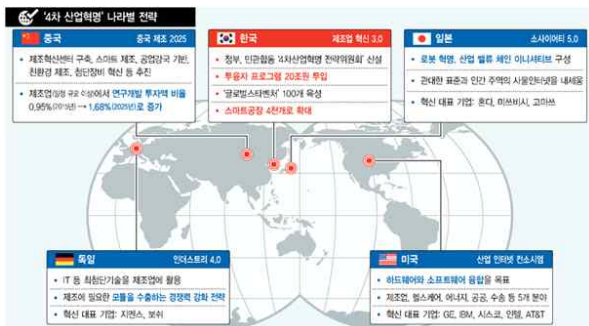 '4차 산업혁명' 나라별 전략
중국 중국 제조 2025
• 제조혁신센터 구축, 스마트 제조, 공업강국 기반,
친환경 제조, 첨단장비 혁신 등 추진
• 제조업(일정 규모 이상)에서 연구개발 투자액 비율
0.95%(2015년) → 1.68%(2025년)로 증가
한국 제조업 혁신 3.0
• 정부, 민관합동 '4차산업혁명 전략위원회' 신설
• 투융자 프로그램 20조원 투입
• '글로벌스타벤처' 100개 육성
• 스마트공장 4천개로 확대
일본 소사이어티 5.0
• 로봇 혁명, 산업 밸류 체인 이니셔티브 구성
• 관대한 표준과 민간 주역의 사물인터넷을 내세움
• 혁신 대표 기업: 혼다, 미쓰비시, 고마쓰
독일 인더스트리 4.0
• IT 등 최첨단기술을 제조업에 활용
• 제조에 필요한 모듈을 수출하는 경쟁력 강화 전략
• 혁신 대표 기업: 지멘스, 보쉬
미국 산업 인터넷 컨소시엄
• 하드웨어와 소프트웨어 융합을 목표
• 제조업, 헬스케어, 에너지, 공공, 수송 등 5개 분야
• 혁신 대표 기업: GE, IBM, 시스코, 인텔, AT&T